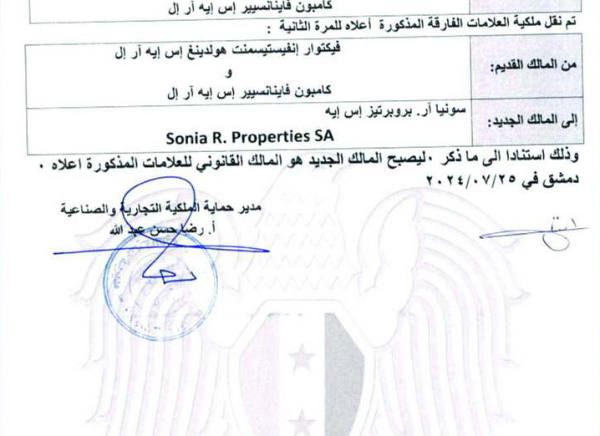 كامبون فاينانسيير إس إيه آر إل
تم نقل ملكية العلامات الفارقة المذكورة أعلاه للمرة الثانية :
من المالك القديم:
فيكتوار إنفيستيسمنت هولدينغ إس إيه آر إل
و
كامبون فاينانسيير إس إيه آر إل
إلى المالك الجديد:
سونيا آر. بروبرتيز إس إيه
Sonia R. Properties SA
وذلك استنادا الى ما ذكر ٠ليصبح المالك الجديد هو المالك القانوني للعلامات المذكورة اعلاه ٠
دمشق في ٢٠٢٤/٠٧/٢٥
مدير حماية الملكية التجارية والصناعية
أ. رضا حسن عبد الله